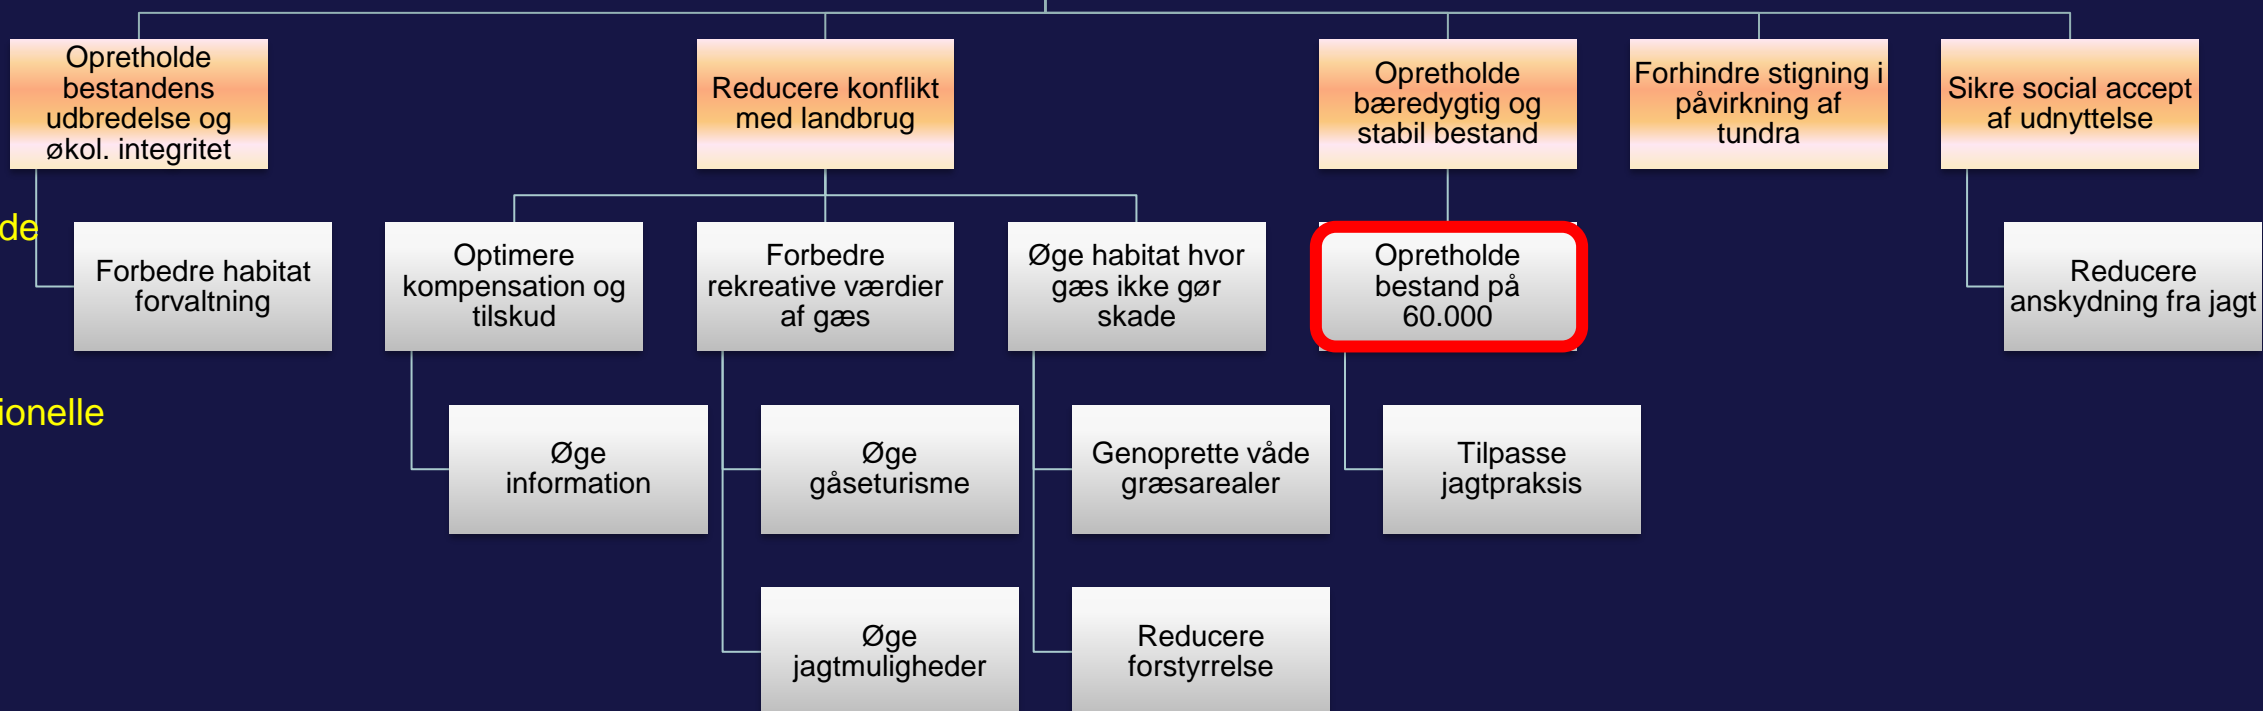 Opretholde
bestandens
udbredelse og
økol. integritet
Reducere konflikt
med landbrug
Opretholde
bæredygtig og
stabil bestand
Forhindre stigning i
påvirkning af
tundra
Sikre social accept
af udnyttelse
de
Forbedre habitat
forvaltning
Optimere
kompensation og
tilskud
Forbedre
rekreative værdier
af gæs
Øge habitat hvor
gæs ikke gør
skade
Opretholde
bestand på
60.000
Reducere
anskydning fra jagt
ionelle
Øge
information
Øge
gåseturisme
Genoprette våde
græsarealer
Tilpasse
jagtpraksis
Øge
jagtmuligheder
Reducere
forstyrrelse